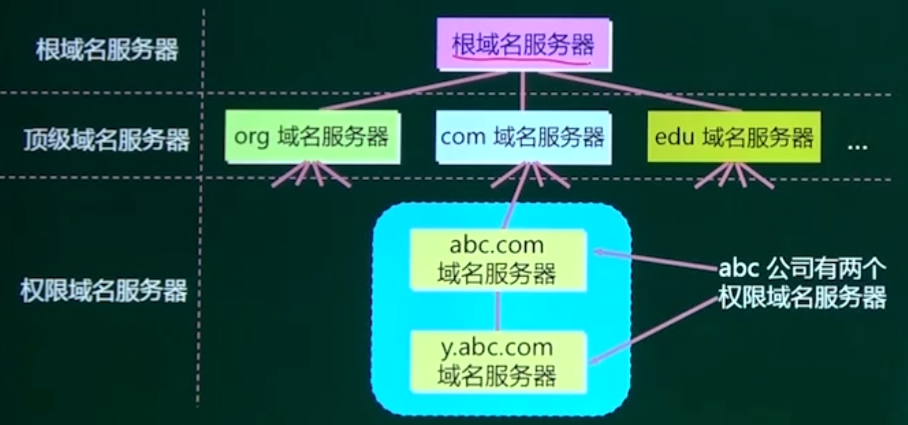 根域名服务器
根域名服务器
顶级域名服务器
org 域名服务器
com 域名服务器
edu 域名服务器
...
权限域名服务器
abc.com
域名服务器
y.abc.com
域名服务器
abc 公司有两个
权限域名服务器